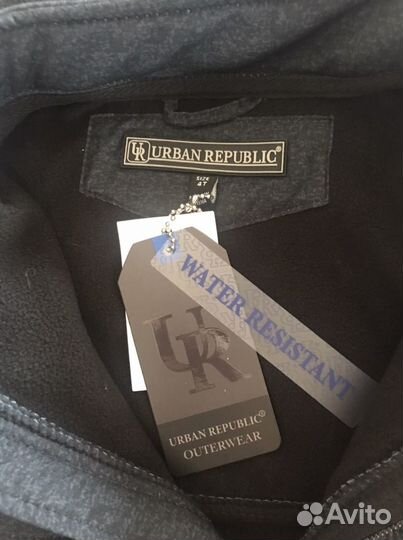 UR URBAN REPUBLIC®
SIZE
4T
WATER RESISTANT
UR
URBAN REPUBLIC®
OUTERWEAR
Avito